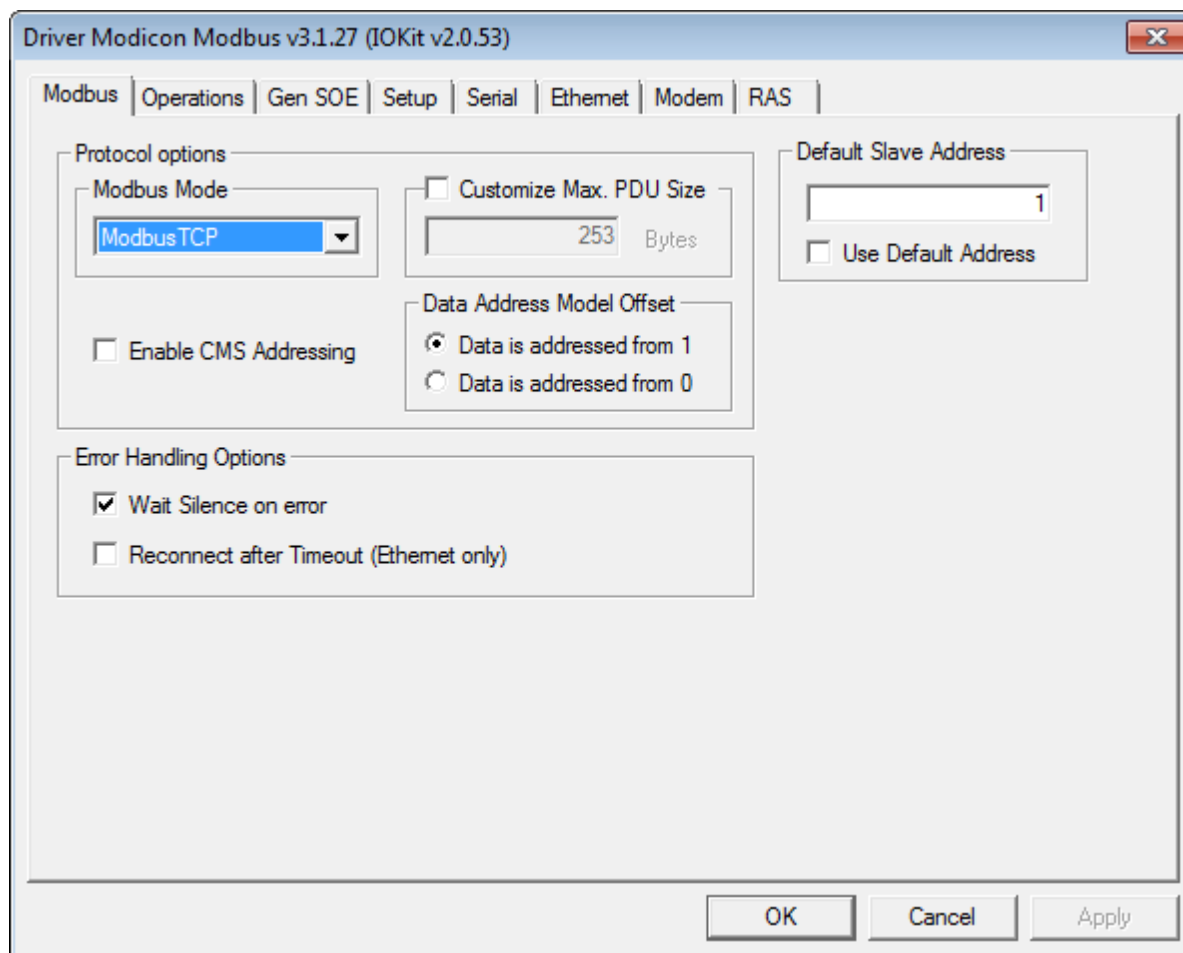 Driver Modicon Modbus v3.1.27 (IOKit v2.0.53)
Modbus Operations Gen SOE Setup Serial Ethernet Modem RAS
Protocol options
Modbus Mode
ModbusTCP
Customize Max. PDU Size
253 Bytes
Default Slave Address
1
Use Default Address
Enable CMS Addressing
Data Address Model Offset
Data is addressed from 1
Data is addressed from 0
Error Handling Options
Wait Silence on error
Reconnect after Timeout (Ethernet only)
OK Cancel Apply